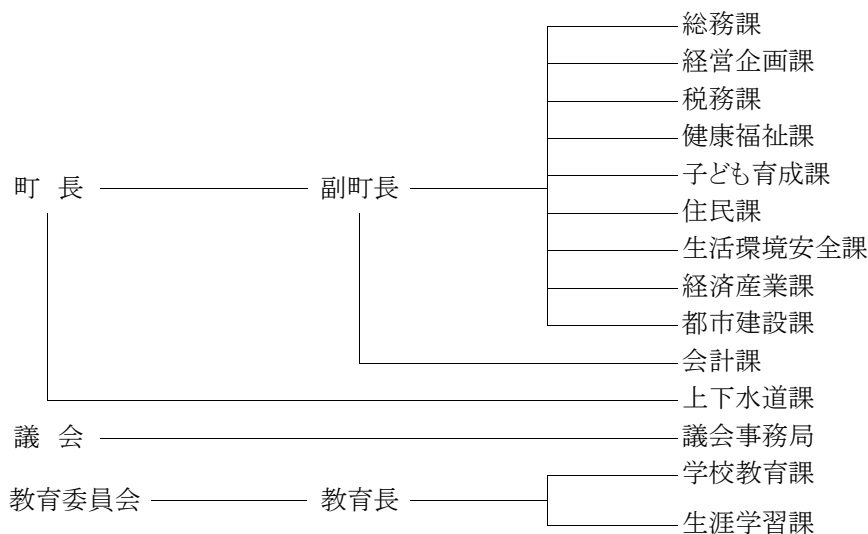 総務課
経営企画課
税務課
健康福祉課
子ども育成課
町 長 副町長
住民課
生活環境安全課
経済産業課
都市建設課
会計課
上下水道課
議 会 議会事務局
学校教育課
教育委員会 教育長
生涯学習課